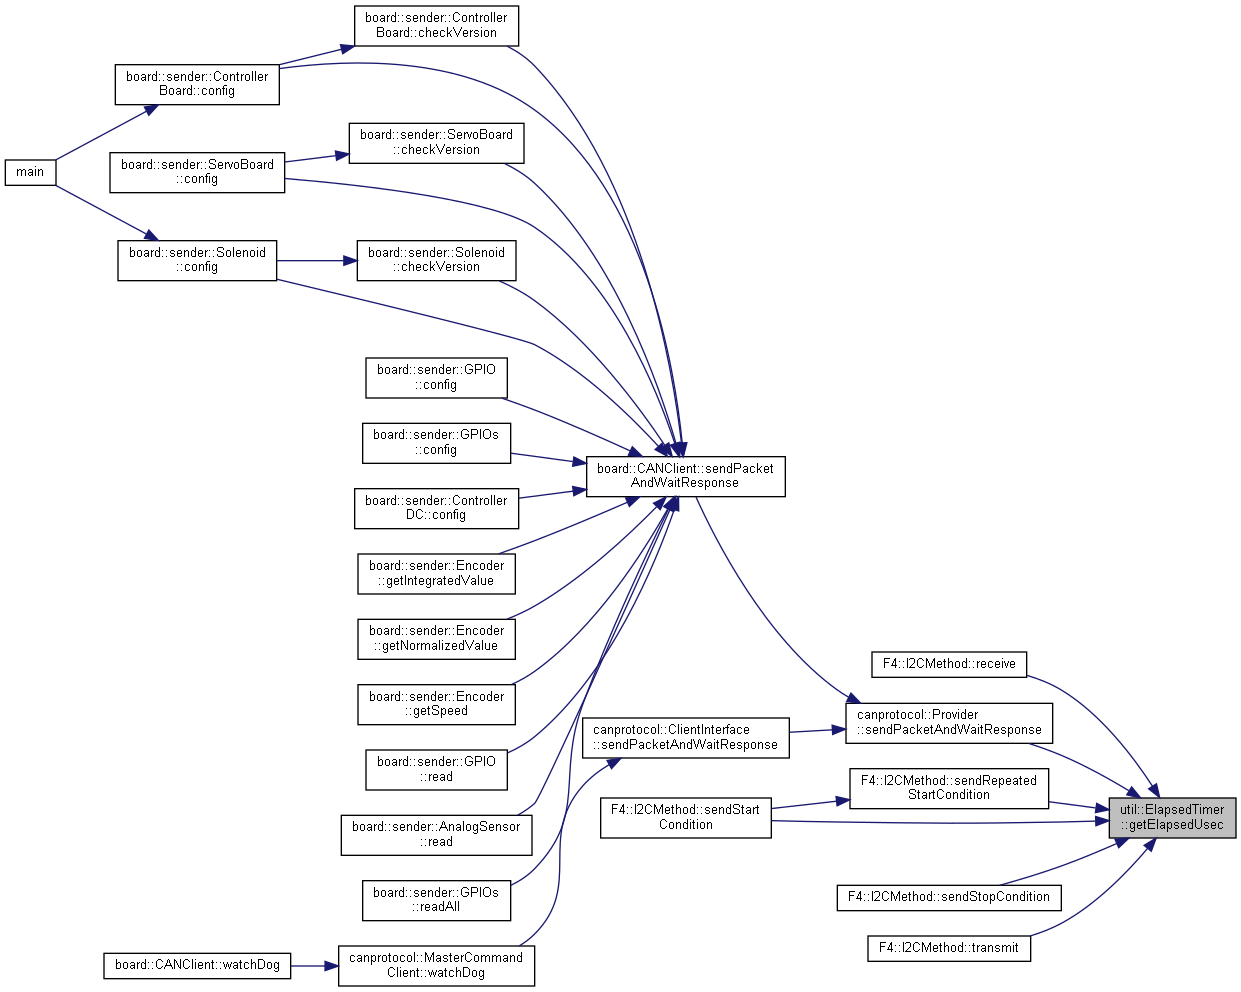 board::sender::Controller
Board::checkVersion
board::sender::Controller
Board::config
board::sender::ServoBoard
::checkVersion
main
board::sender::ServoBoard
::config
board::sender::Solenoid
::config
board::sender::Solenoid
::checkVersion
board::sender::GPIO
::config
board::sender::GPIOs
::config
board::CANClient::sendPacket
AndWaitResponse
board::sender::Controller
DC::config
board::sender::Encoder
::getIntegratedValue
board::sender::Encoder
::getNormalizedValue
board::sender::Encoder
::getSpeed
board::sender::GPIO
::read
board::sender::AnalogSensor
::read
board::sender::GPIOs
::readAll
board::CANClient::watchDog
canprotocol::MasterCommand
Client::watchDog
canprotocol::ClientInterface
::sendPacketAndWaitResponse
F4::I2CMethod::sendStart
Condition
F4::I2CMethod::receive
canprotocol::Provider
::sendPacketAndWaitResponse
F4::I2CMethod::sendRepeated
StartCondition
F4::I2CMethod::sendStopCondition
F4::I2CMethod::transmit
util::ElapsedTimer
::getElapsedUsec